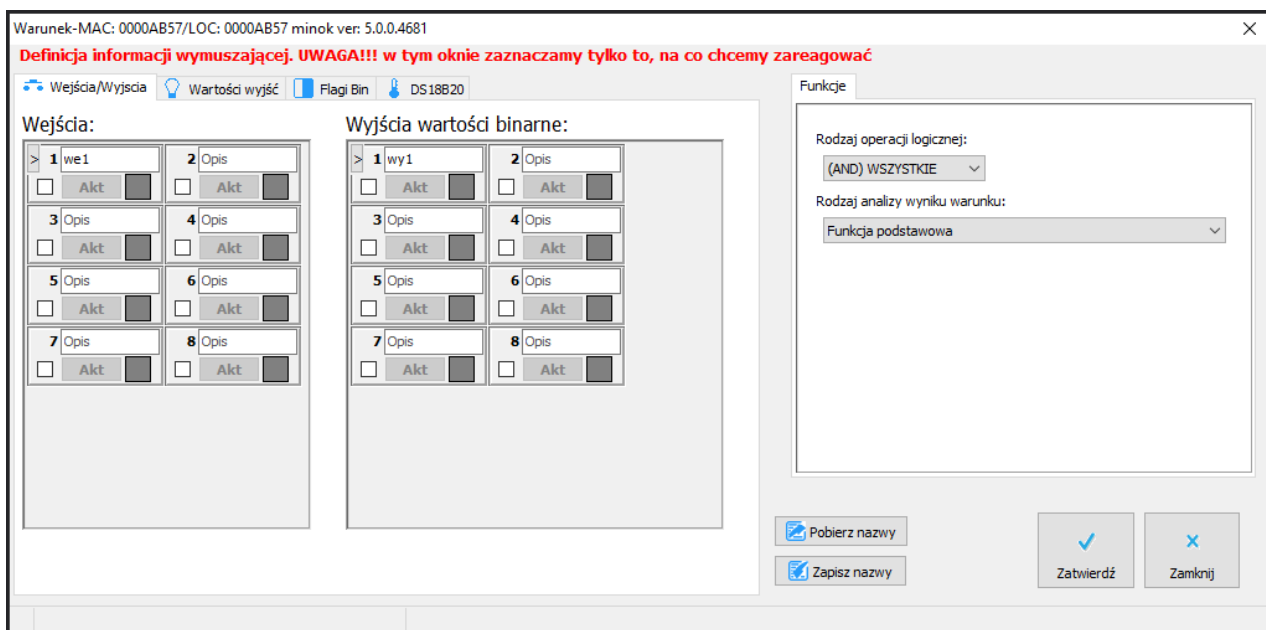 Warunek-MAC: 0000AB57/LOC: 0000AB57 minok ver: 5.0.0.4681
Definicja informacji wymuszającej. UWAGA!!! w tym oknie zaznaczamy tylko to, na co chcemy zareagować
Wejścia/Wyjscia Wartości wyjść Flagi Bin DS18B20
Wejścia:
> 1 we1 2 Opis
Akt Akt
3 Opis 4 Opis
Akt Akt
5 Opis 6 Opis
Akt Akt
7 Opis 8 Opis
Akt Akt
Wyjścia wartości binarne:
> 1 wy1 2 Opis
Akt Akt
3 Opis 4 Opis
Akt Akt
5 Opis 6 Opis
Akt Akt
7 Opis 8 Opis
Akt Akt
Funkcje
Rodzaj operacji logicznej:
(AND) WSZYSTKIE
Rodzaj analizy wyniku warunku:
Funkcja podstawowa
Pobierz nazwy
Zapisz nazwy
Zatwierdź
Zamknij